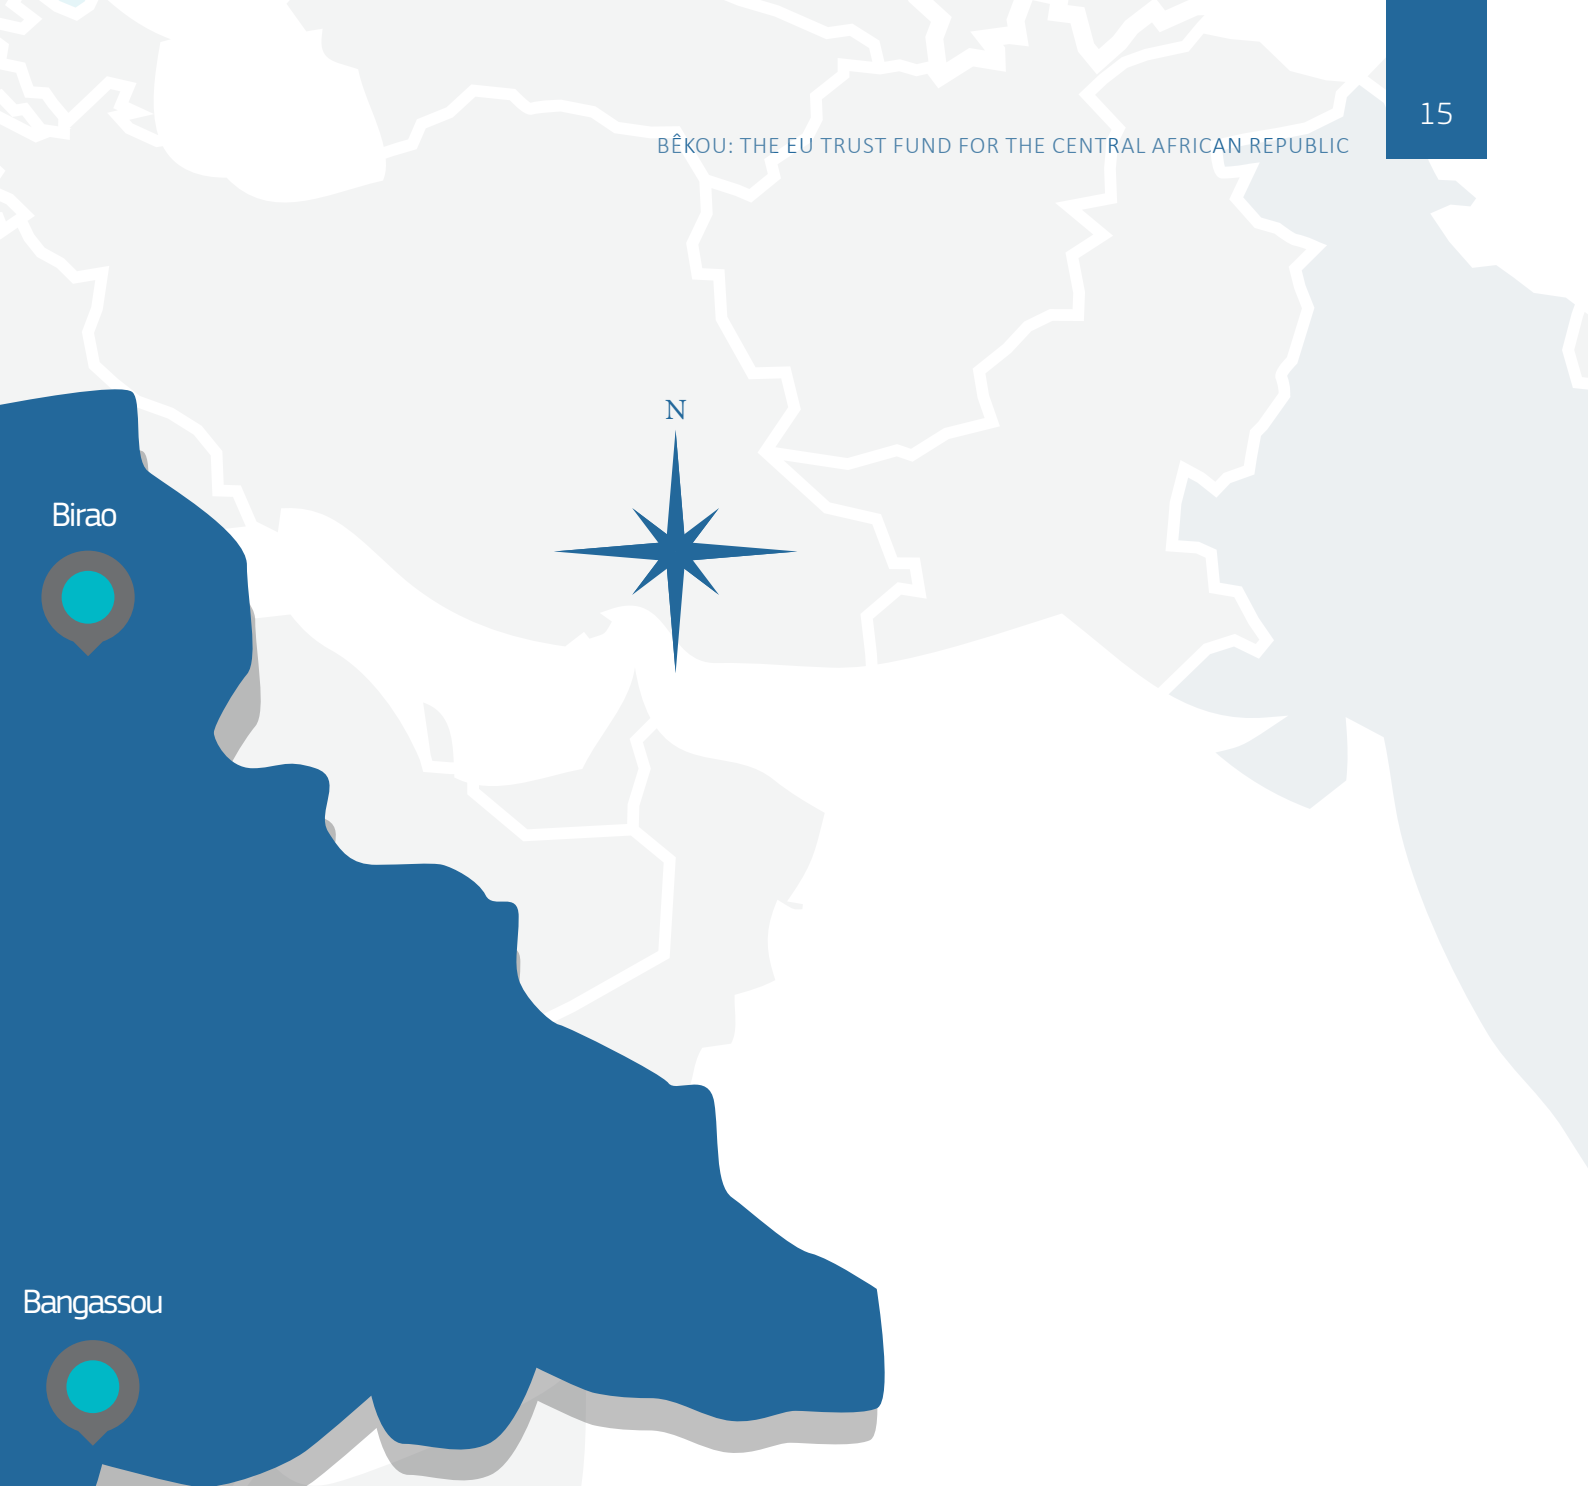 15
BÊKOU: THE EU TRUST FUND FOR THE CENTRAL AFRICAN REPUBLIC
N
Birao
Bangassou